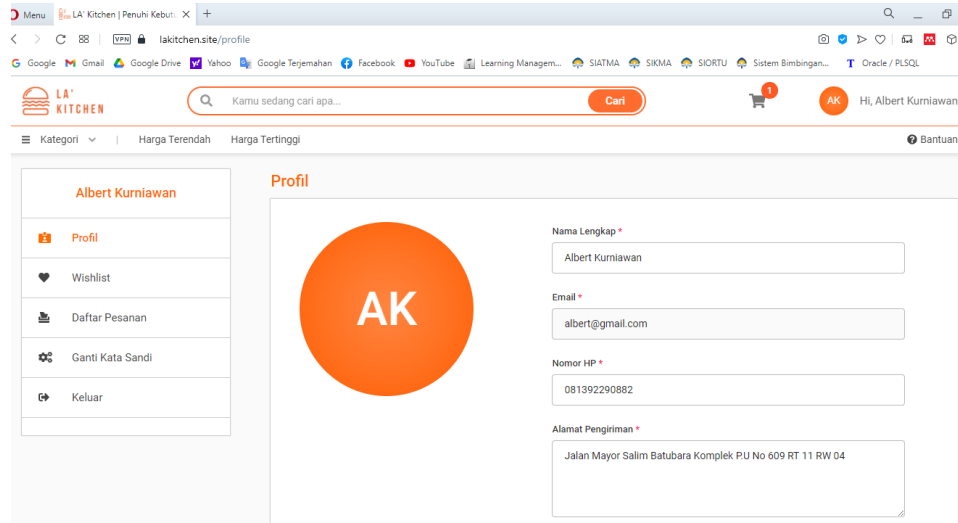 Menu LA' Kitchen | Penuhi Kebutu
VPN lakitchen.site/profile
Google Gmail Google Drive Yahoo Google Terjemahan Facebook YouTube Learning Managem... SIATMA SIKMA SIORTU Sistem Bimbingan... T Oracle / PLSQL
LA'
KITCHEN
Kamu sedang cari apa...
Cari
1
AK
Hi, Albert Kurniawan
Kategori | Harga Terendah Harga Tertinggi
Bantuan
Albert Kurniawan
Profil
Wishlist
Daftar Pesanan
Ganti Kata Sandi
Keluar
Profil
AK
Nama Lengkap *
Albert Kurniawan
Email *
albert@gmail.com
Nomor HP *
081392290882
Alamat Pengiriman *
Jalan Mayor Salim Batubara Komplek P.U No 609 RT 11 RW 04